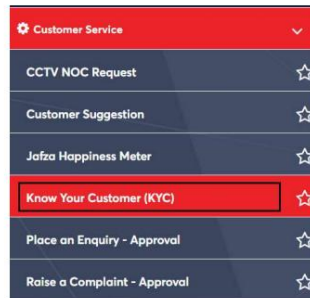 Customer Service
CCTV NOC Request
Customer Suggestion
Jafza Happiness Meter
Know Your Customer (KYC)
Place an Enquiry - Approval
Raise a Complaint - Approval